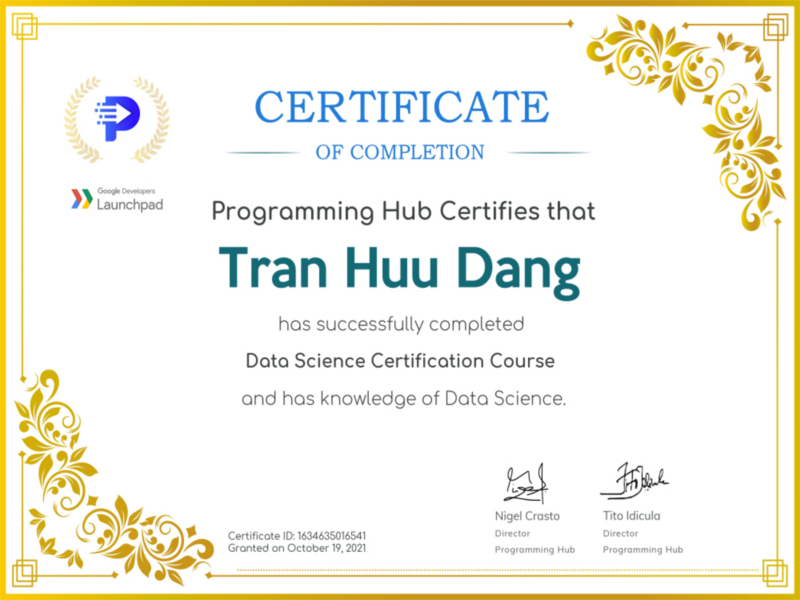 CERTIFICATE
OF COMPLETION
Google Developers
Launchpad
Programming Hub Certifies that
Tran Huu Dang
has successfully completed
Data Science Certification Course
and has knowledge of Data Science.
Nigel Crasto
Director
Programming Hub
Tito Idicula
Director
Programming Hub
Certificate ID: 1634635016541
Granted on October 19, 2021